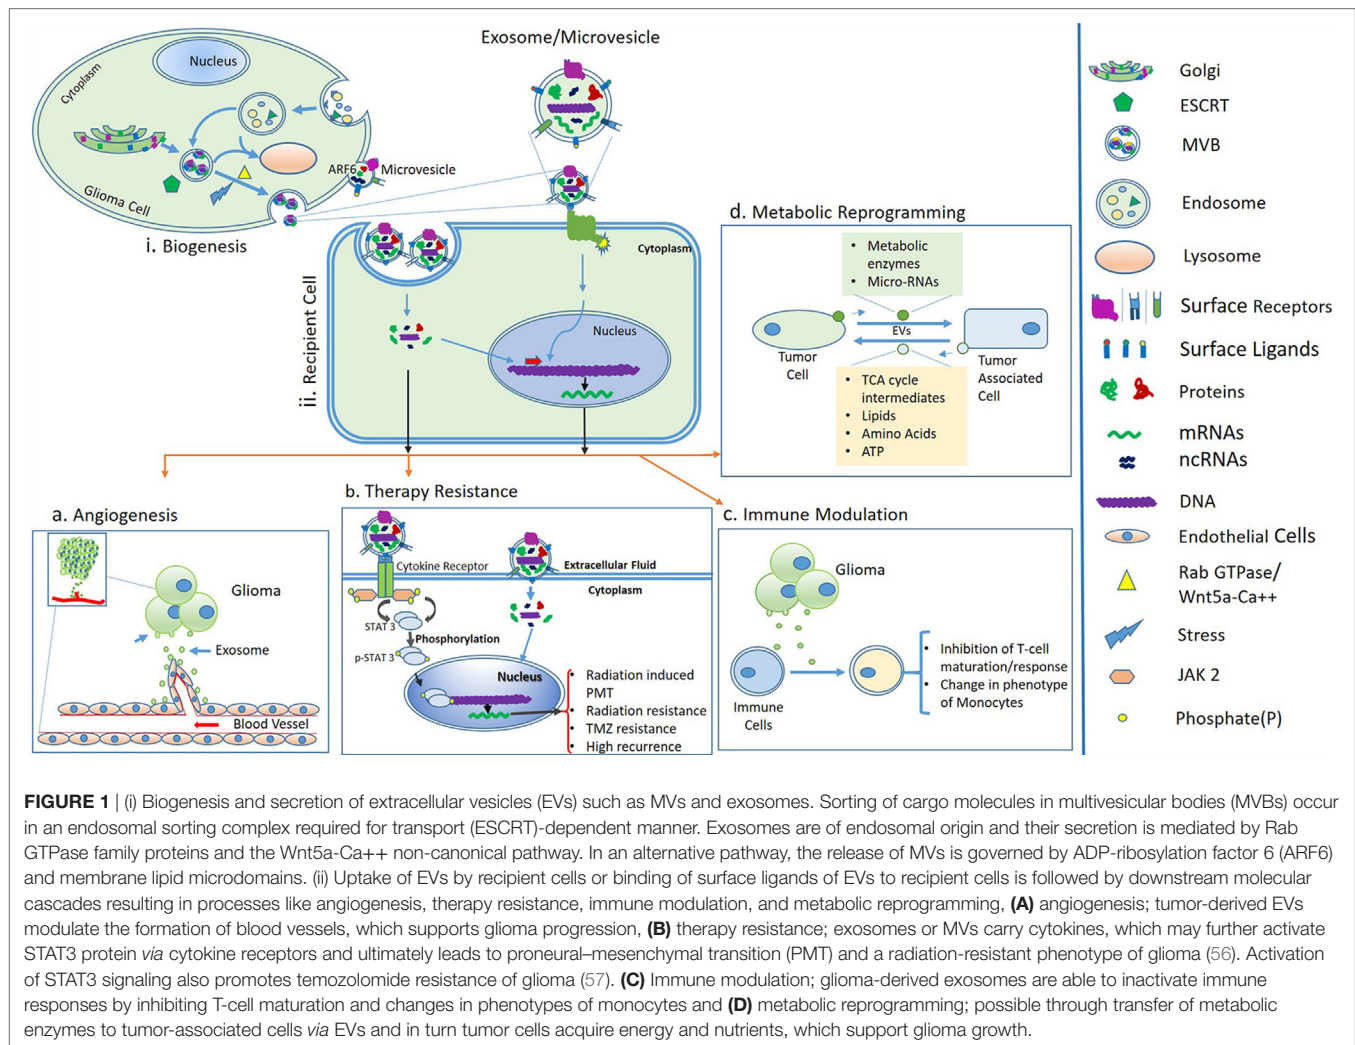 Exosome/Microvesicle
Nucleus
Cytoplasm
ARF6
Microvesicle
Glioma Cell
i. Biogenesis
ii. Recipient Cell
Cytoplasm
Nucleus
d. Metabolic Reprogramming
• Metabolic
enzymes
• Micro-RNAs
EVs
Tumor
Cell
Tumor
Associated
Cell
• TCA cycle
intermediates
• Lipids
• Amino Acids
• ATP
a. Angiogenesis
Glioma
Exosome
Blood Vessel
b. Therapy Resistance
Cytokine Receptor
Extracellular Fluid
Cytoplasm
STAT 3
Phosphorylation
p-STAT 3
Nucleus
• Radiation induced
PMT
• Radiation resistance
• TMZ resistance
• High recurrence
c. Immune Modulation
Glioma
Immune
Cells
• Inhibition of T-cell
maturation/response
• Change in phenotype
of Monocytes
Golgi
ESCRT
MVB
Endosome
Lysosome
Surface Receptors
Surface Ligands
Proteins
mRNAs
ncRNAs
DNA
Endothelial Cells
Rab GTPase/
Wnt5a-Ca++
Stress
JAK 2
Phosphate(P)
FIGURE 1 | (i) Biogenesis and secretion of extracellular vesicles (EVs) such as MVs and exosomes. Sorting of cargo molecules in multivesicular bodies (MVBs) occur
in an endosomal sorting complex required for transport (ESCRT)-dependent manner. Exosomes are of endosomal origin and their secretion is mediated by Rab
GTPase family proteins and the Wnt5a-Ca++ non-canonical pathway. In an alternative pathway, the release of MVs is governed by ADP-ribosylation factor 6 (ARF6)
and membrane lipid microdomains. (ii) Uptake of EVs by recipient cells or binding of surface ligands of EVs to recipient cells is followed by downstream molecular
cascades resulting in processes like angiogenesis, therapy resistance, immune modulation, and metabolic reprogramming, (A) angiogenesis; tumor-derived EVs
modulate the formation of blood vessels, which supports glioma progression, (B) therapy resistance; exosomes or MVs carry cytokines, which may further activate
STAT3 protein via cytokine receptors and ultimately leads to proneural–mesenchymal transition (PMT) and a radiation-resistant phenotype of glioma (56). Activation
of STAT3 signaling also promotes temozolomide resistance of glioma (57). (C) Immune modulation; glioma-derived exosomes are able to inactivate immune
responses by inhibiting T-cell maturation and changes in phenotypes of monocytes and (D) metabolic reprogramming; possible through transfer of metabolic
enzymes to tumor-associated cells via EVs and in turn tumor cells acquire energy and nutrients, which support glioma growth.